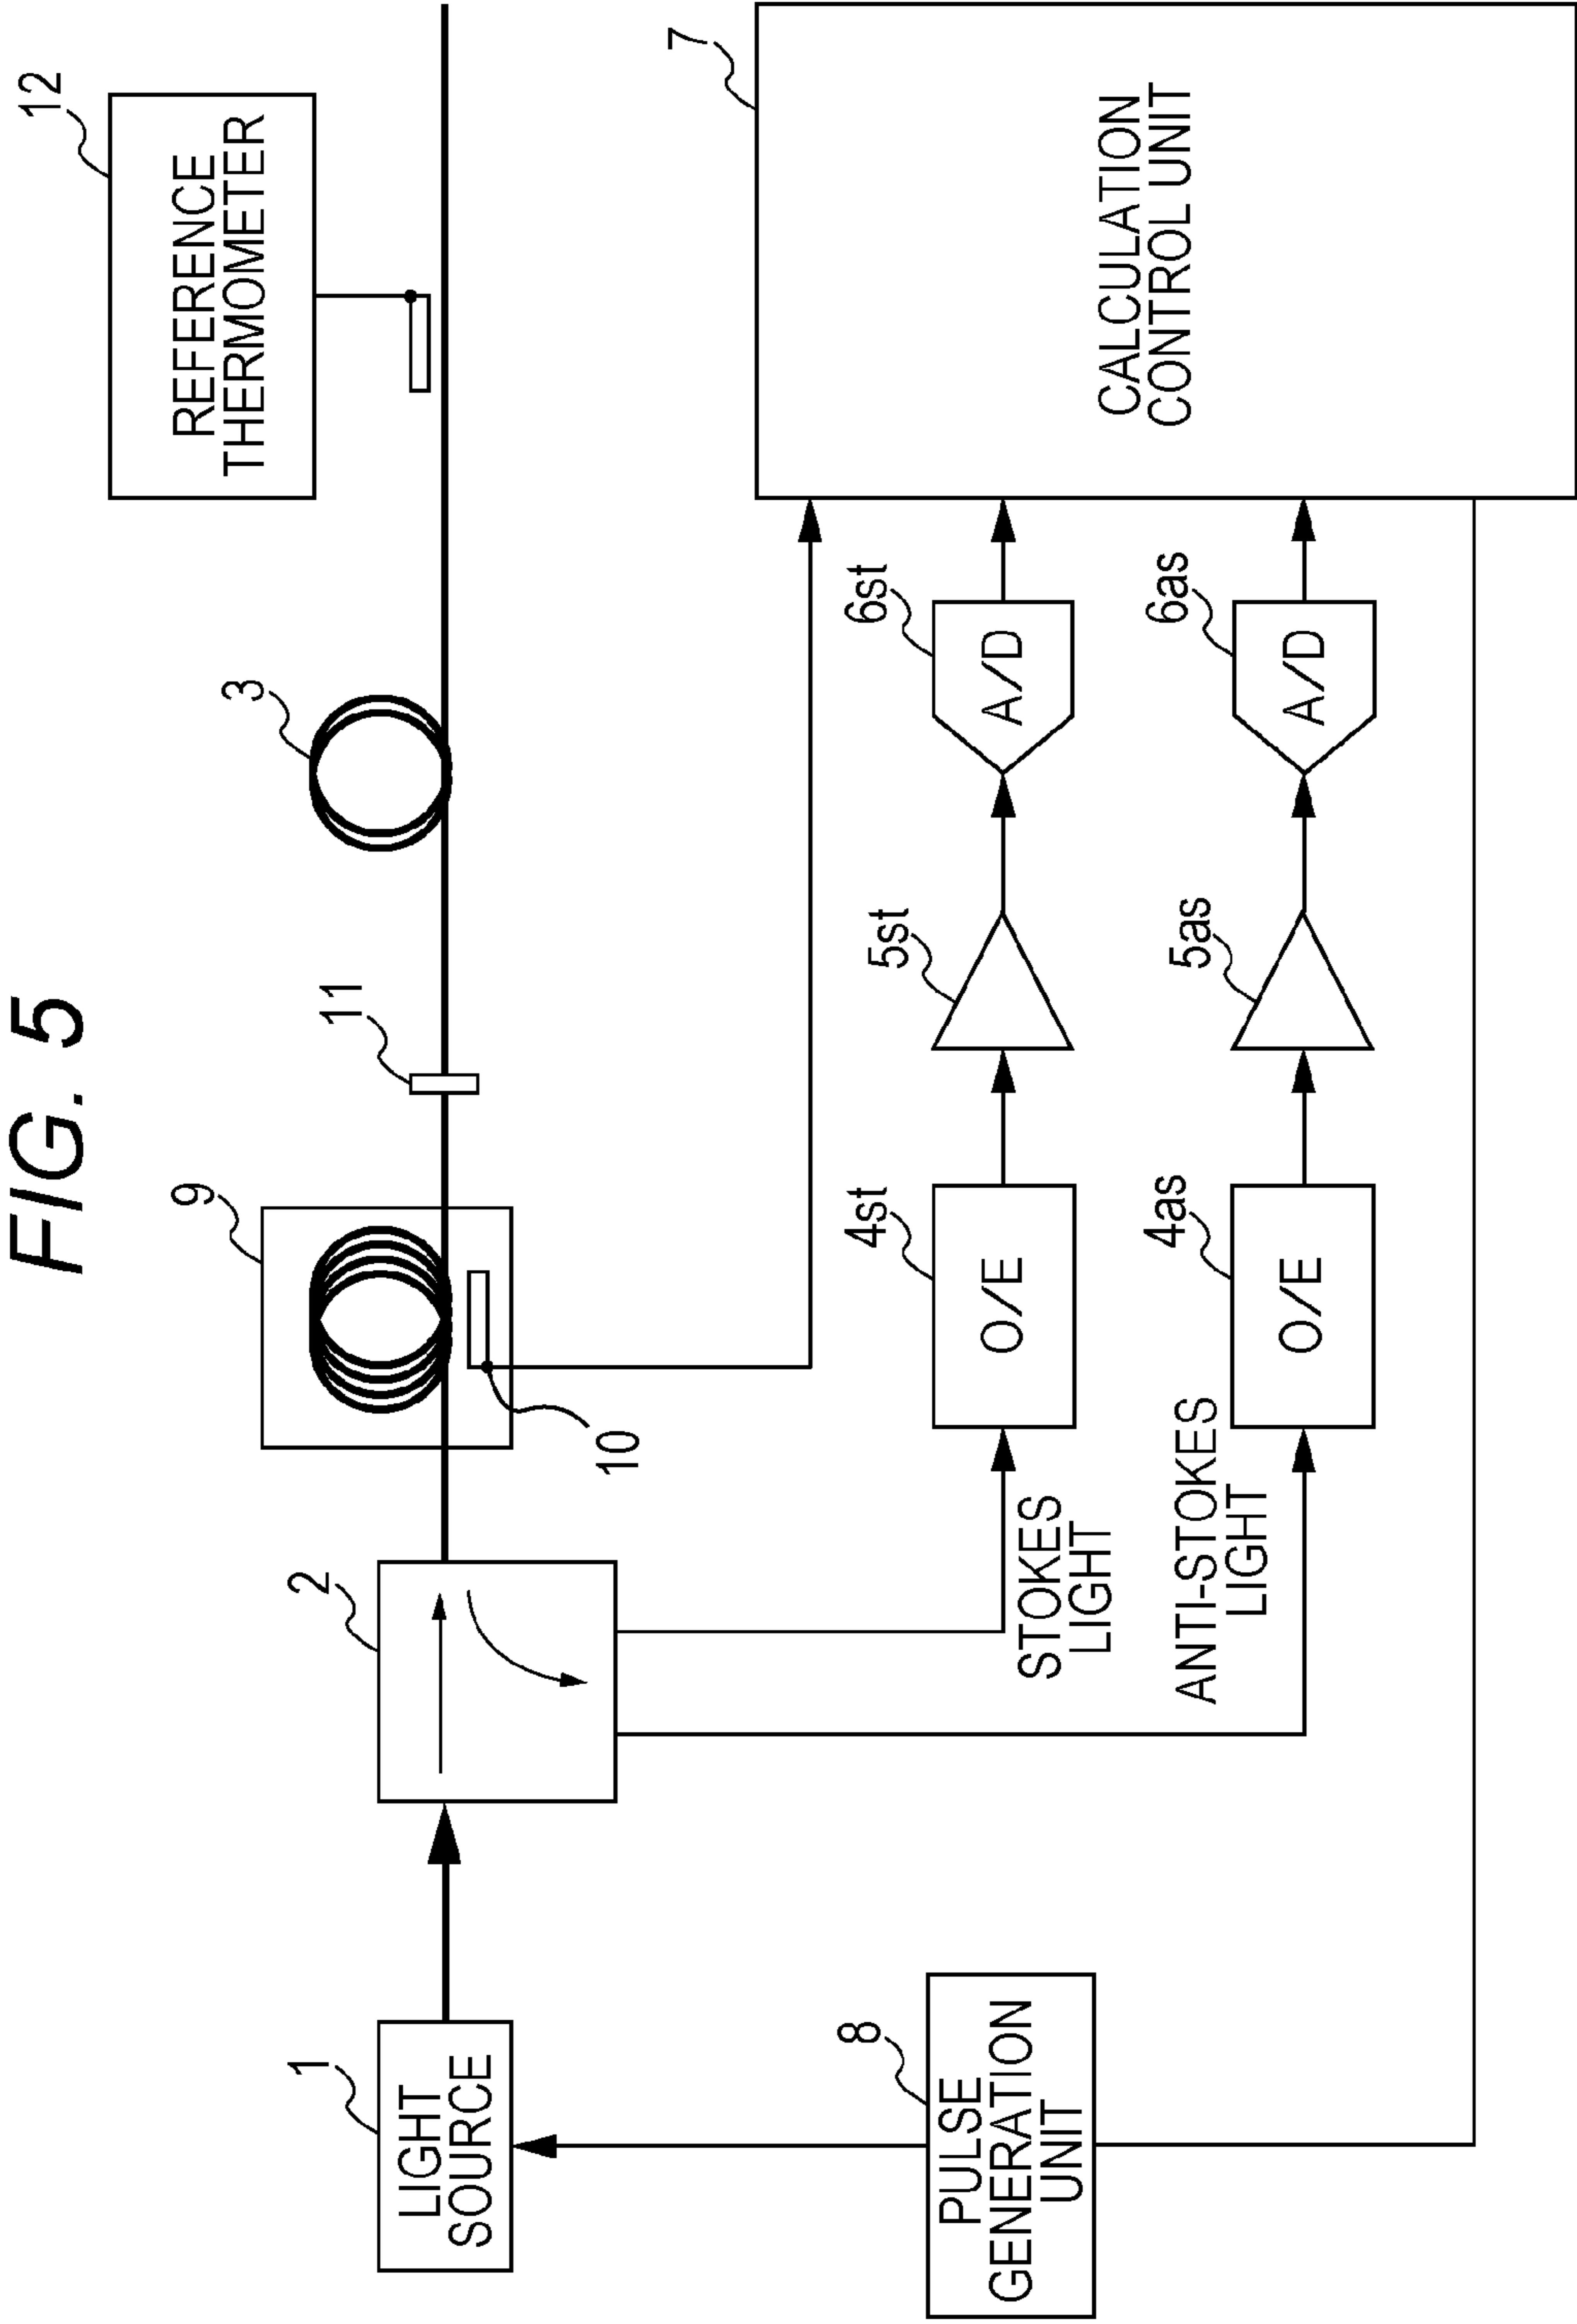 FIG. 5
12
REFERENCE
THERMOMETER
9
11
3
1
LIGHT
SOURCE
2
10
7
CALCULATION
CONTROL UNIT
8
PULSE
GENERATION
UNIT
STOKES
LIGHT
4st
O/E
5st
6st
A/D
ANTI-STOKES
LIGHT
4as
O/E
5as
6as
A/D